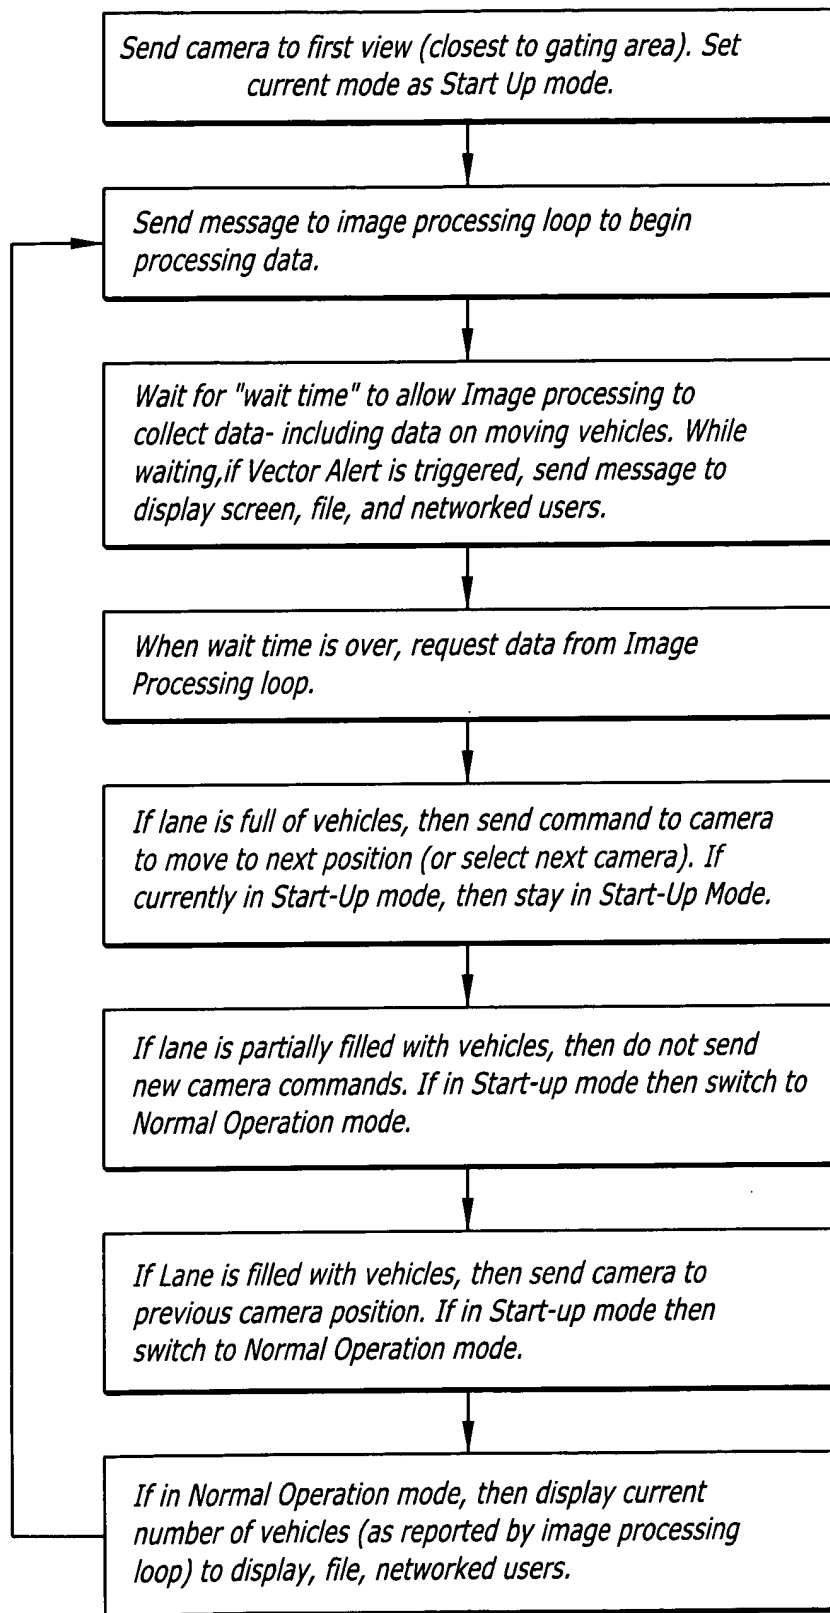 Send camera to first view (closest to gating area). Set
current mode as Start Up mode.
Send message to image processing loop to begin
processing data.
Wait for "wait time" to allow Image processing to
collect data- including data on moving vehicles. While
waiting,if Vector Alert is triggered, send message to
display screen, file, and networked users.
When wait time is over, request data from Image
Processing loop.
If lane is full of vehicles, then send command to camera
to move to next position (or select next camera). If
currently in Start-Up mode, then stay in Start-Up Mode.
If lane is partially filled with vehicles, then do not send
new camera commands. If in Start-up mode then switch to
Normal Operation mode.
If Lane is filled with vehicles, then send camera to
previous camera position. If in Start-up mode then
switch to Normal Operation mode.
If in Normal Operation mode, then display current
number of vehicles (as reported by image processing
loop) to display, file, networked users.